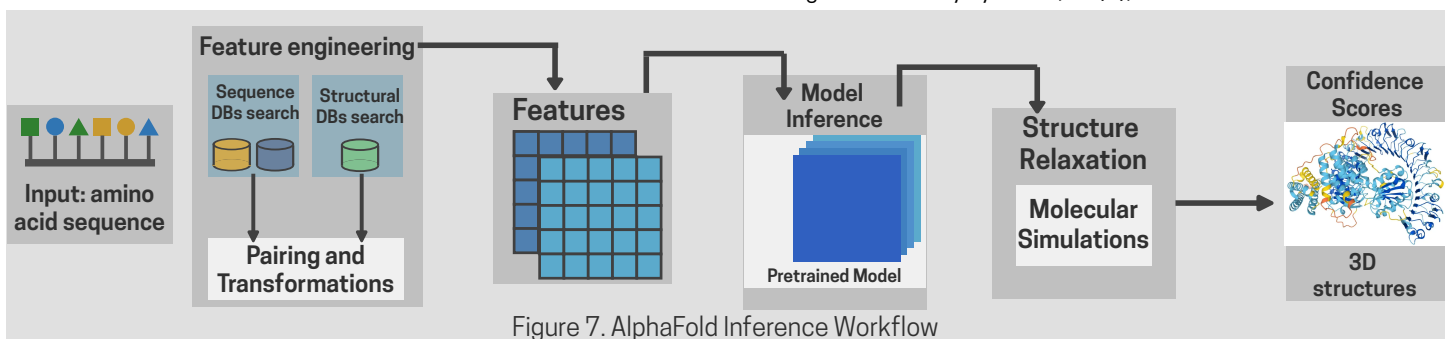 Feature engineering
Sequence
DBs search
Structural
DBs search
Input: amino
acid sequence
Pairing and
Transformations
Features
Model
Inference
Pretrained Model
Structure
Relaxation
Molecular
Simulations
Confidence
Scores
3D
structures
Figure 7. AlphaFold Inference Workflow